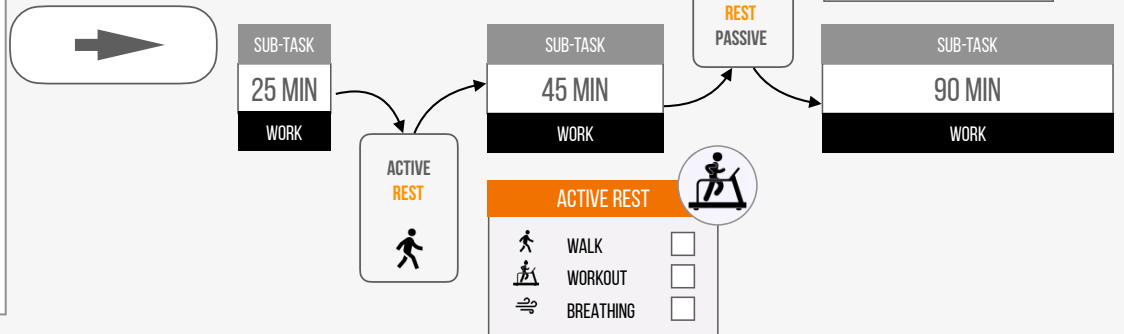 REST
PASSIVE
SUB-TASK
25 MIN
WORK
SUB-TASK
45 MIN
WORK
SUB-TASK
90 MIN
WORK
ACTIVE
REST
ACTIVE REST
WALK
WORKOUT
BREATHING